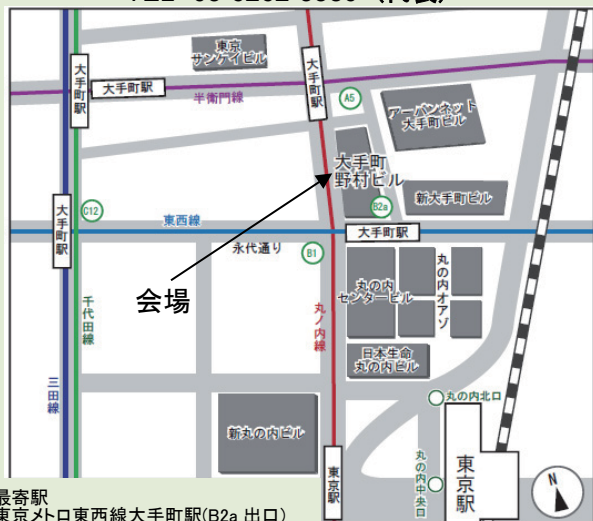 東京
サンケイビル
大手町駅
大手町駅
大手町駅
半衛門線
A5
アーバンネット
大手町ビル
大手町
野村ビル
新大手町ビル
B2a
C12
大手町駅
東西線
大手町駅
永代通り
B1
会場
丸の内
センタービル
丸の内オアゾ
千代田線
丸ノ内線
日本生命
丸の内ビル
三田線
丸の内北口
新丸の内ビル
東京駅
丸の内中央口
東京駅
N
最寄駅
東京メトロ東西線大手町駅(B2a 出口)